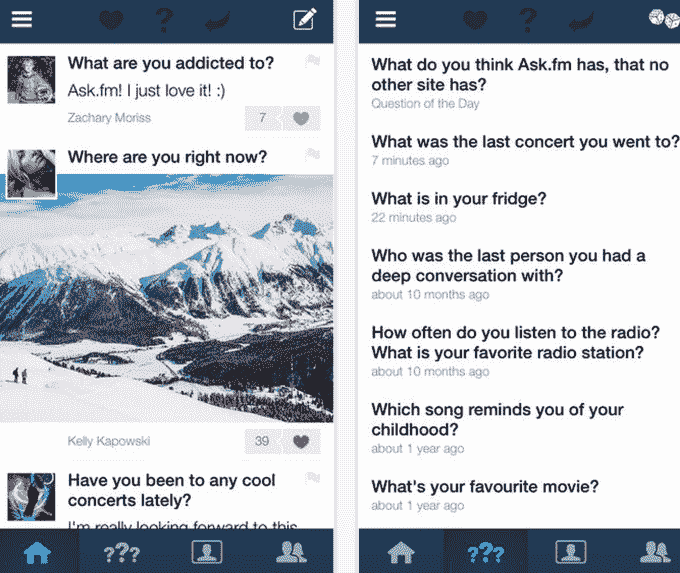 What are you addicted to?
Ask.fm! I just love it! :)
Zachary Moriss
7
Where are you right now?
Kelly Kapowski
39
Have you been to any cool
concerts lately?
I'm really looking forward to this
???
What do you think Ask.fm has, that no
other site has?
Question of the Day
What was the last concert you went to?
7 minutes ago
What is in your fridge?
22 minutes ago
Who was the last person you had a
deep conversation with?
about 10 months ago
How often do you listen to the radio?
What is your favorite radio station?
about 10 months ago
Which song reminds you of your
childhood?
about 1 year ago
What's your favourite movie?
about 1 year ago
???